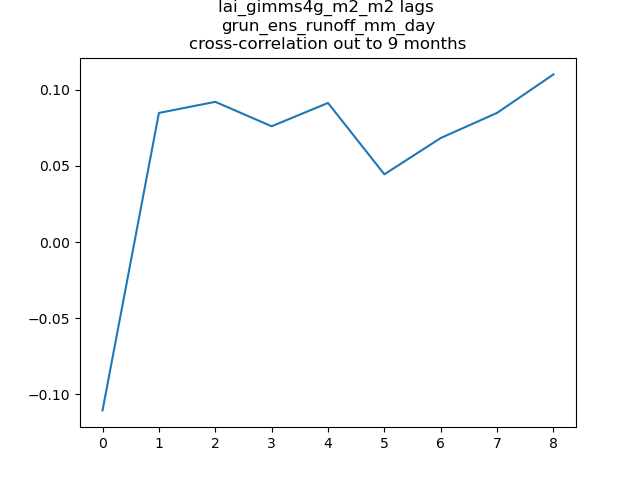 lai_gimms4g_m2_m2 lags
grun_ens_runoff_mm_day
cross-correlation out to 9 months
0.10
0.05
0.00
−0.05
−0.10
0 1 2 3 4 5 6 7 8